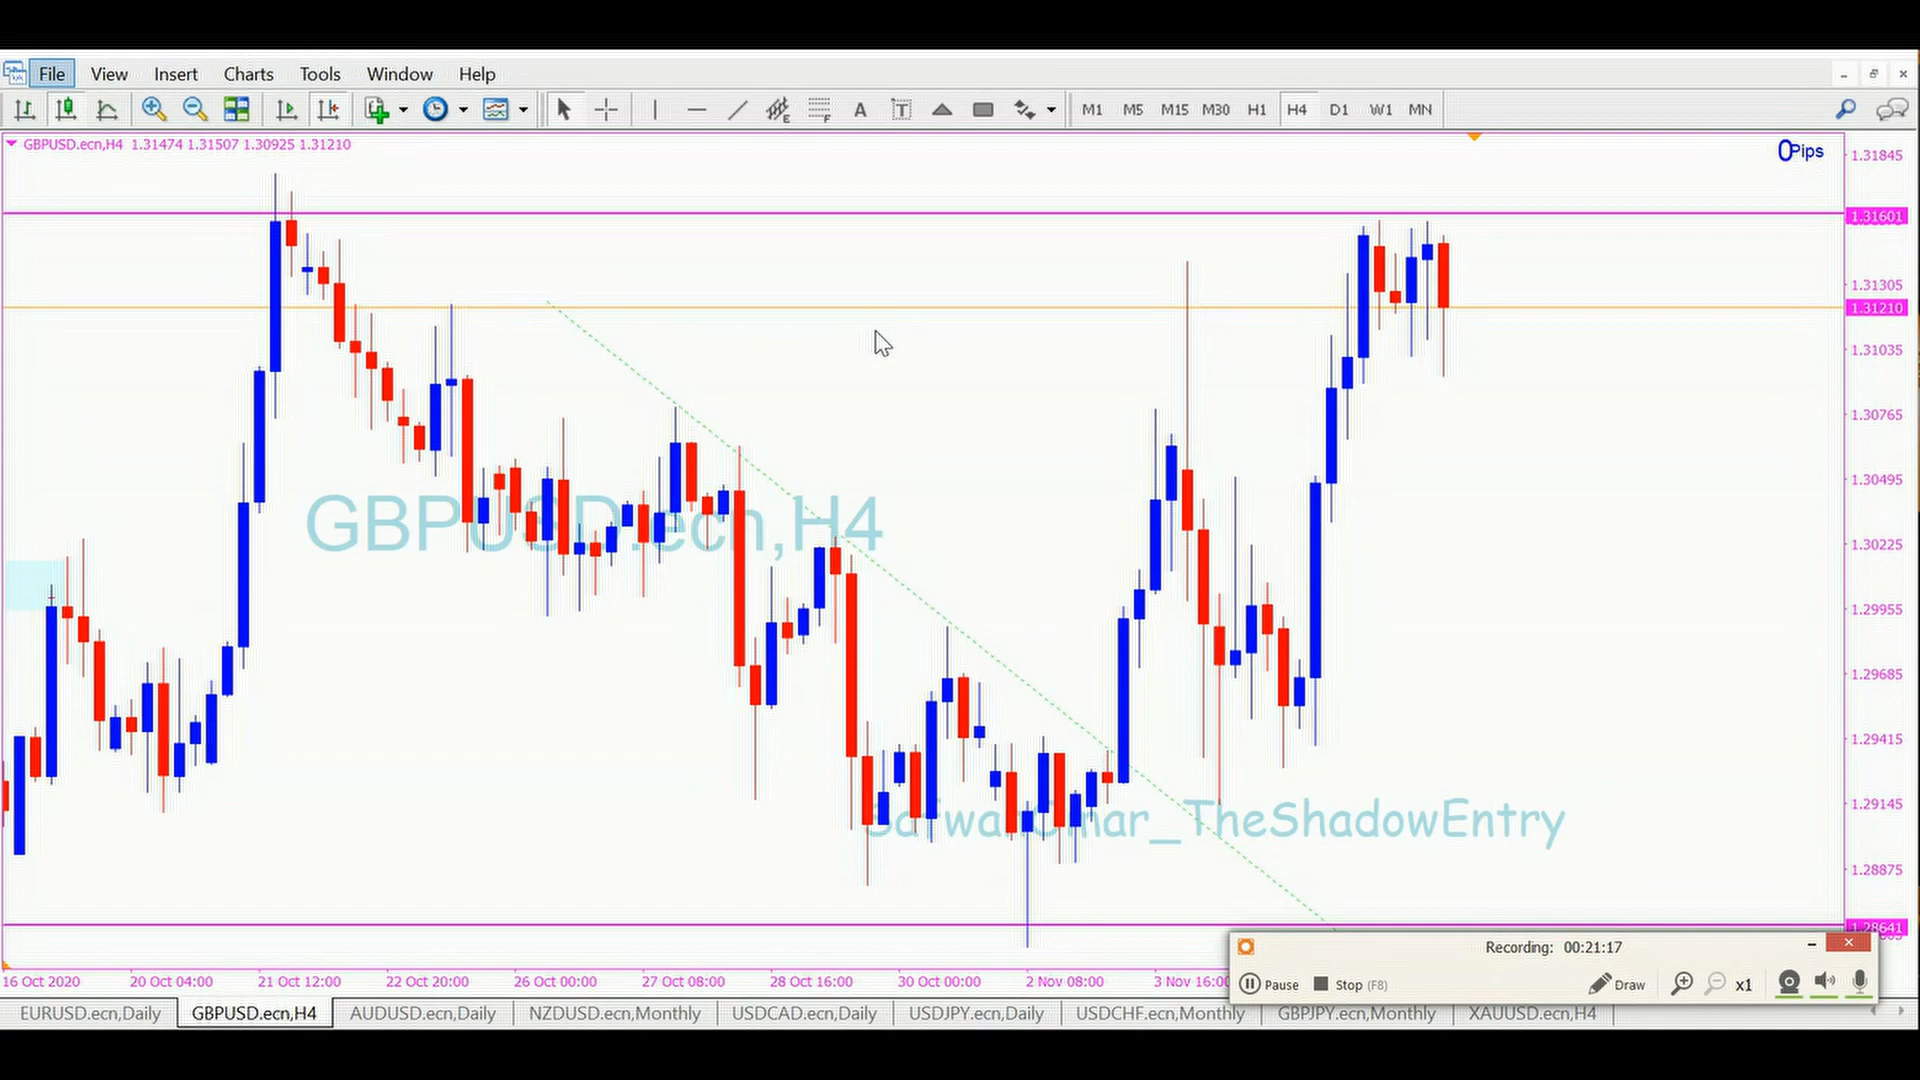 File View Insert Charts Tools Window Help
A T E F M1 M5 M15 M30 H1 H4 D1 W1 MN
GBPUSD.ecn,H4 1.31474 1.31507 1.30925 1.31210
0Pips
1.31845
1.31601
1.31305
1.31210
1.31035
1.30765
1.30495
GBPUSD.ecn,H4
1.30225
1.29955
1.29685
1.29415
1.29145
SafwanOmar_TheShadowEntry
1.28875
1.28641
Recording: 00:21:17
Pause Stop (F8) Draw x1
16 Oct 2020 20 Oct 04:00 21 Oct 12:00 22 Oct 20:00 26 Oct 00:00 27 Oct 08:00 28 Oct 16:00 30 Oct 00:00 2 Nov 08:00 3 Nov 16:00
EURUSD.ecn,Daily GBPUSD.ecn,H4 AUDUSD.ecn,Daily NZDUSD.ecn,Monthly USDCAD.ecn,Daily USDJPY.ecn,Daily USDCHF.ecn,Monthly GBPJPY.ecn,Monthly XAUUSD.ecn,H4